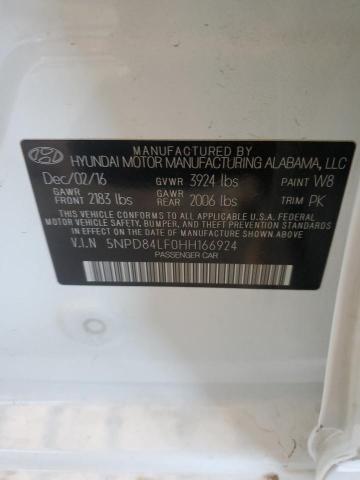 MANUFACTURED BY
HYUNDAI MOTOR MANUFACTURING ALABAMA, LLC
Dec/02/16 GVWR 3924 lbs PAINT W8
GAWR FRONT 2183 lbs GAWR REAR 2006 lbs TRIM PK
THIS VEHICLE CONFORMS TO ALL APPLICABLE U.S.A. FEDERAL
MOTOR VEHICLE SAFETY, BUMPER, AND THEFT PREVENTION
STANDARDS IN EFFECT ON THE DATE OF MANUFACTURE SHOWN ABOVE.
V.I.N 5NPD84LF0HH166924
PASSENGER CAR